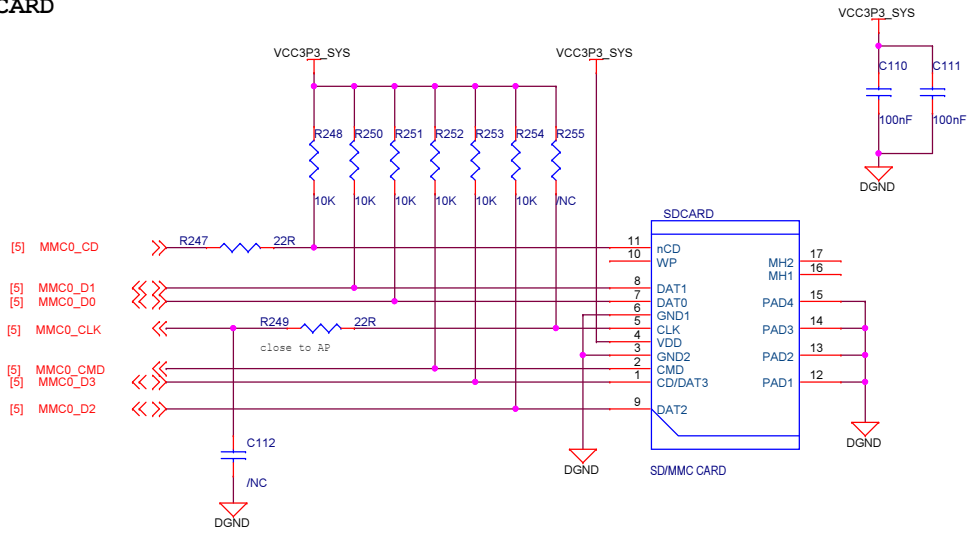 CARD
VCC3P3_SYS
VCC3P3_SYS
VCC3P3_SYS
C110
C111
100nF
100nF
DGND
R248
R250
R251
R252
R253
R254
R255
10K
10K
10K
10K
10K
10K
/NC
SDCARD
[5] MMC0_CD
R247
22R
11
nCD
10
WP
MH2
17
MH1
16
[5] MMC0_D1
8
DAT1
[5] MMC0_D0
7
DAT0
PAD4
15
6
GND1
[5] MMC0_CLK
R249
22R
close to AP
5
CLK
PAD3
14
4
VDD
3
GND2
PAD2
13
[5] MMC0_CMD
2
CMD
[5] MMC0_D3
1
CD/DAT3
PAD1
12
[5] MMC0_D2
9
DAT2
C112
/NC
DGND
DGND
SD/MMC CARD
DGND